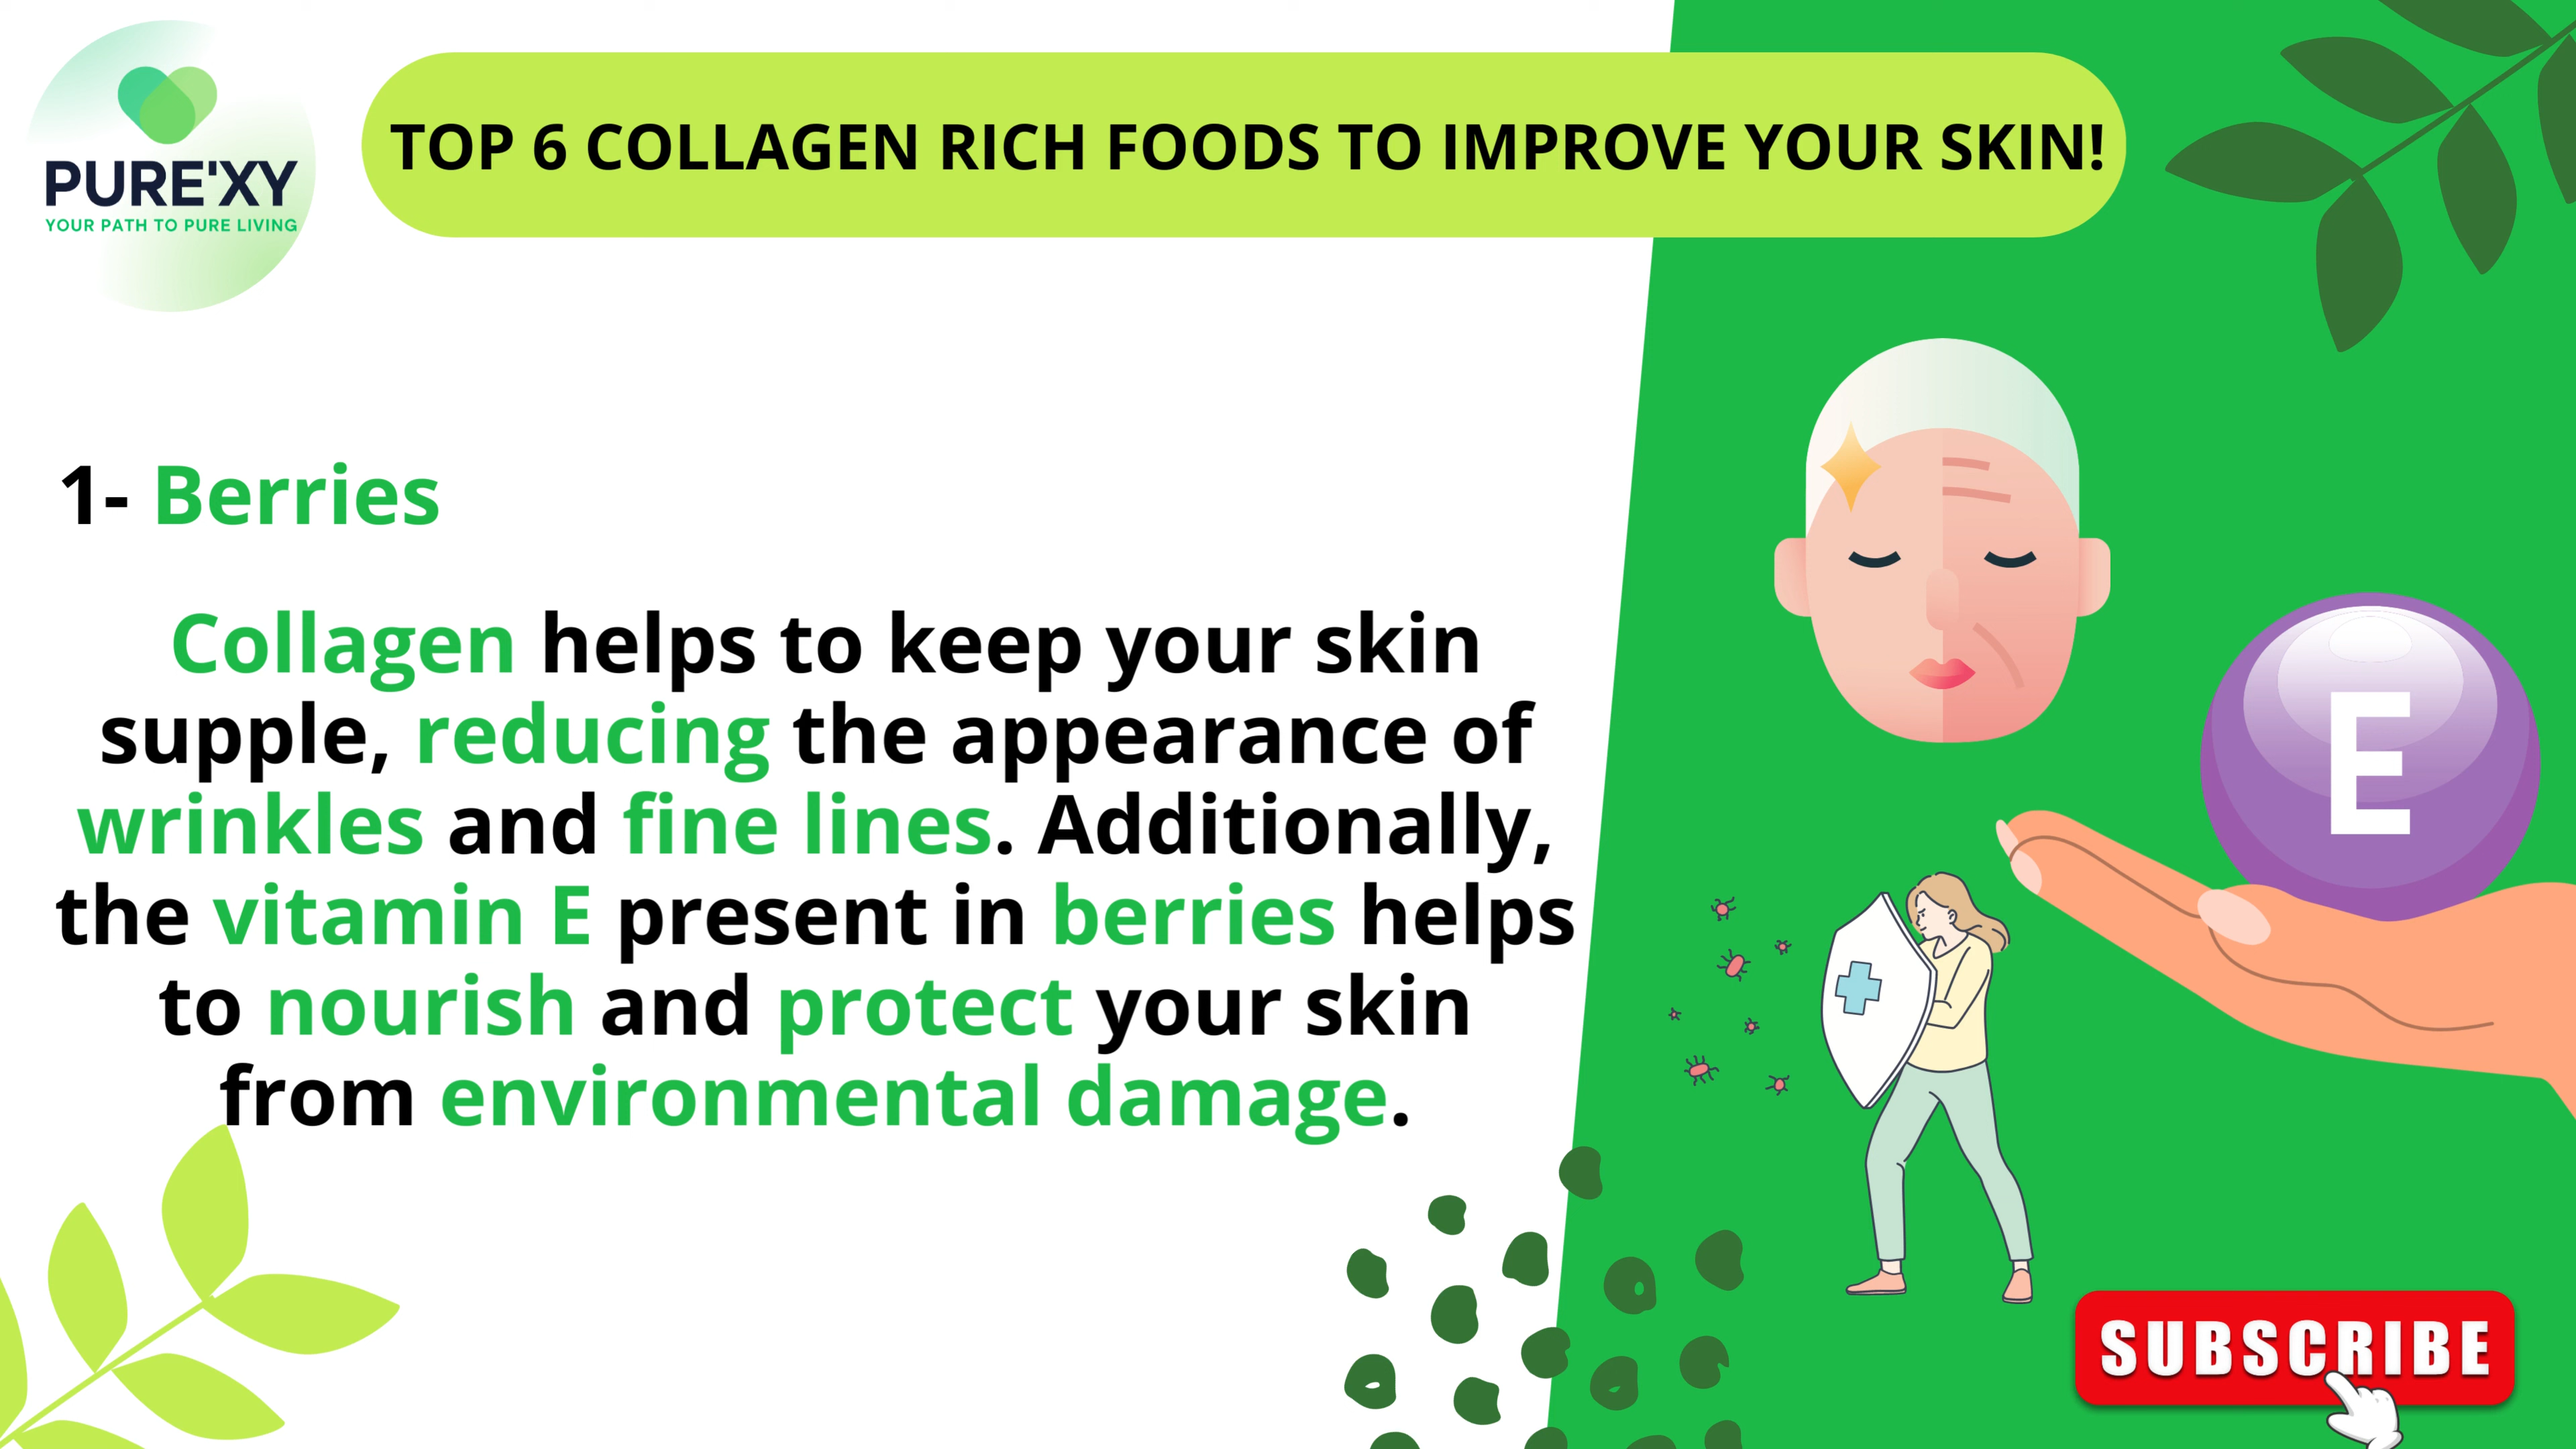 PURE'XY
YOUR PATH TO PURE LIVING
TOP 6 COLLAGEN RICH FOODS TO IMPROVE YOUR SKIN!
1- Berries
Collagen helps to keep your skin
supple, reducing the appearance of
wrinkles and fine lines. Additionally,
the vitamin E present in berries helps
to nourish and protect your skin
from environmental damage.
E
SUBSCRIBE